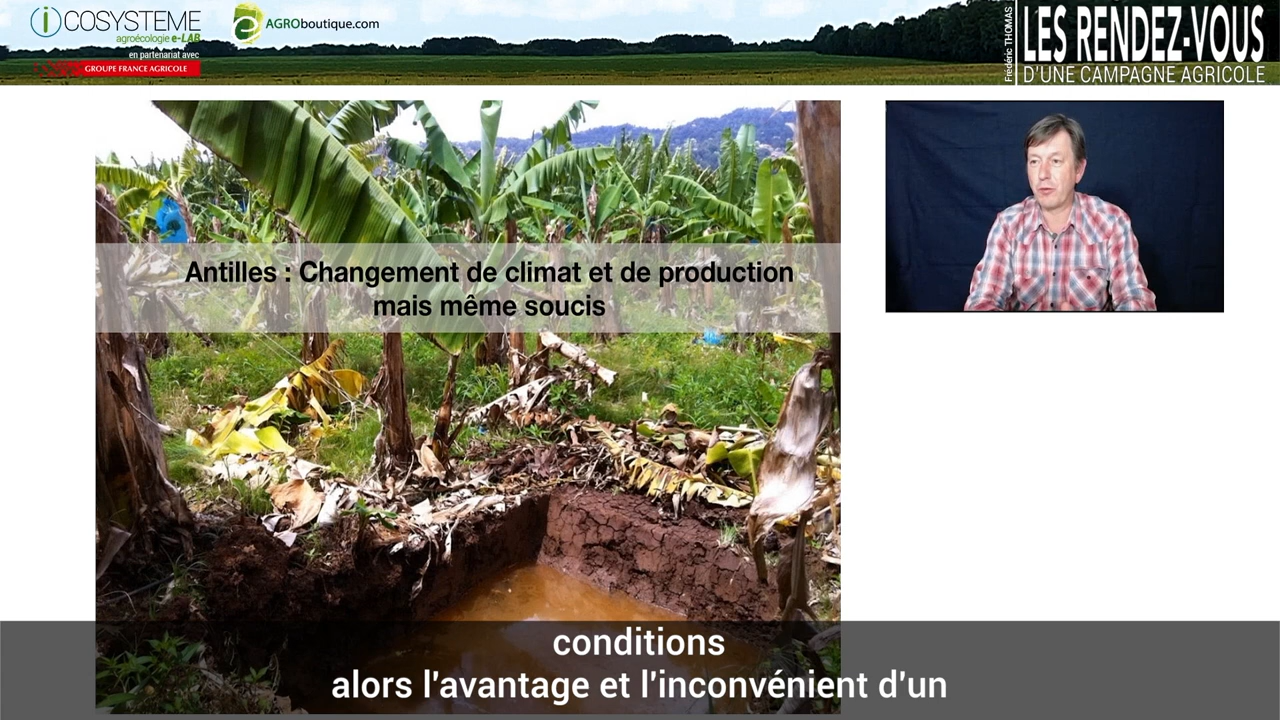 iCOSYSTEME
agroécologie e-LAB
en partenariat avec
GROUPE FRANCE AGRICOLE
e
AGROboutique.com
Frédéric THOMAS
LES RENDEZ-VOUS
D'UNE CAMPAGNE AGRICOLE
Antilles : Changement de climat et de production
mais même soucis
conditions
alors l'avantage et l'inconvénient d'un